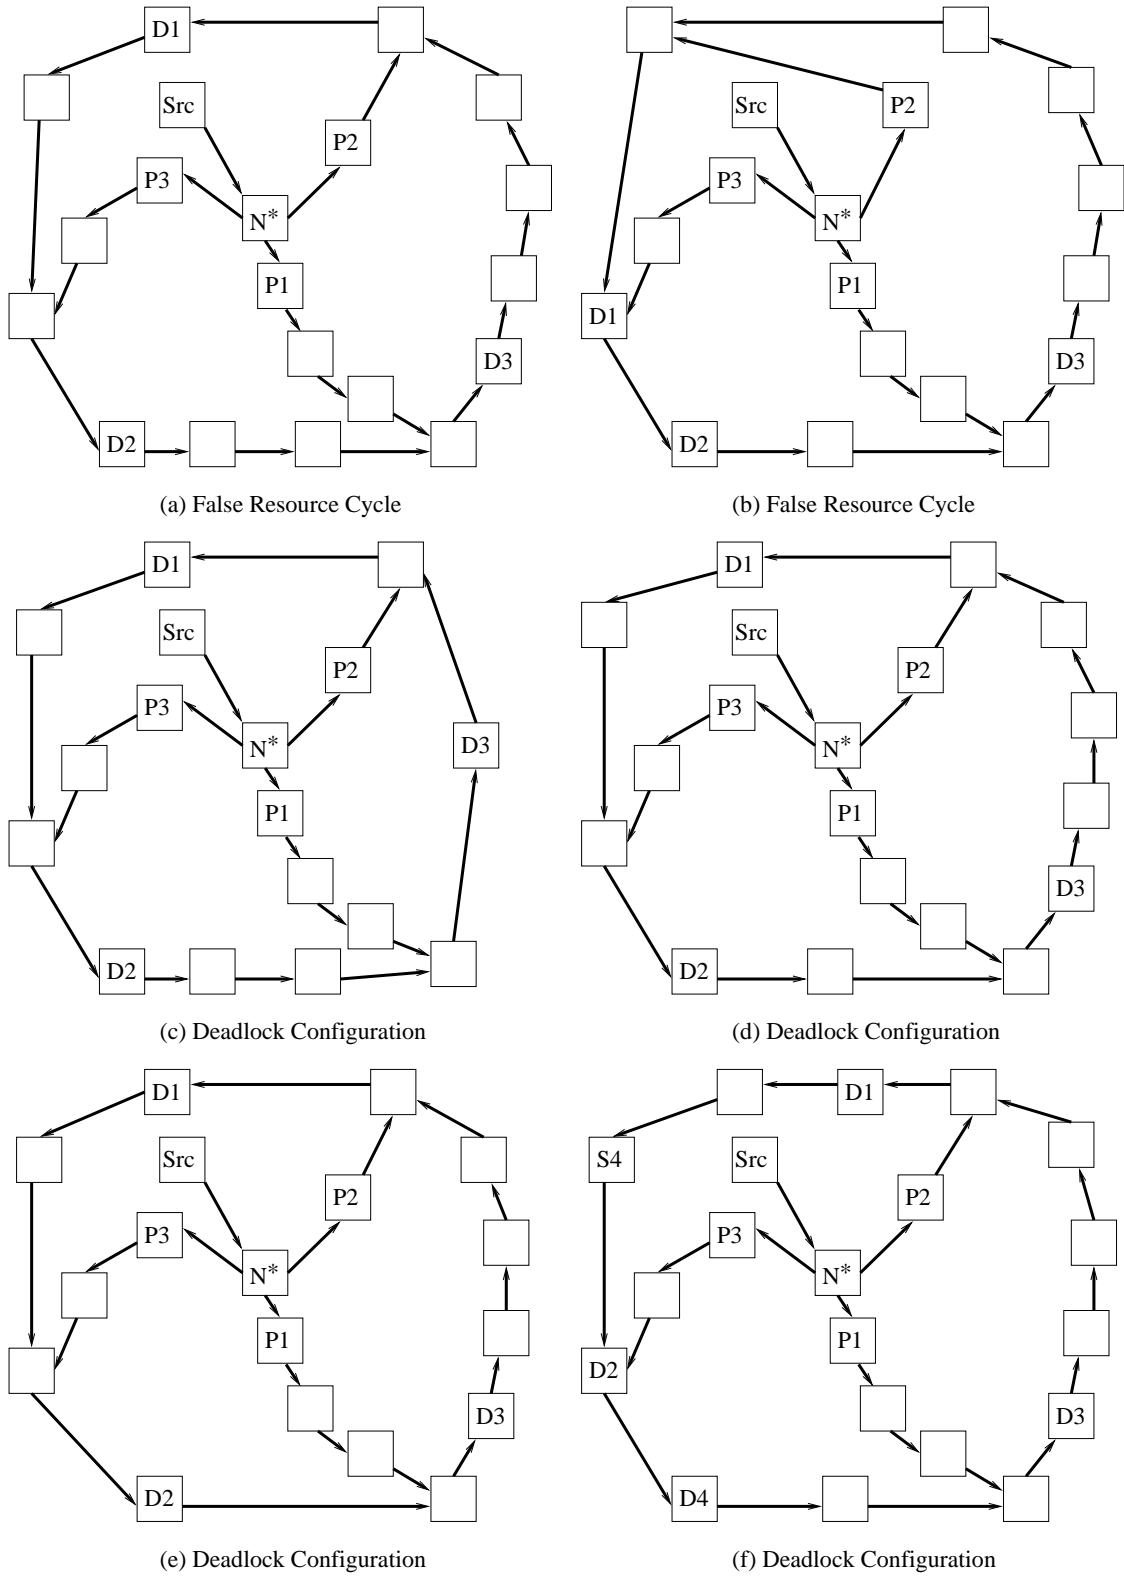 D1
Src
P2
P3
N*
P1
D3
D2
(a) False Resource Cycle
Src
P2
P3
N*
P1
D1
D3
D2
(b) False Resource Cycle
D1
Src
P2
P3
N*
D3
P1
D2
(c) Deadlock Configuration
D1
Src
P2
P3
N*
P1
D3
D2
(d) Deadlock Configuration
D1
Src
P2
P3
N*
P1
D3
D2
(e) Deadlock Configuration
D1
S4
Src
P2
P3
N*
P1
D2
D3
D4
(f) Deadlock Configuration